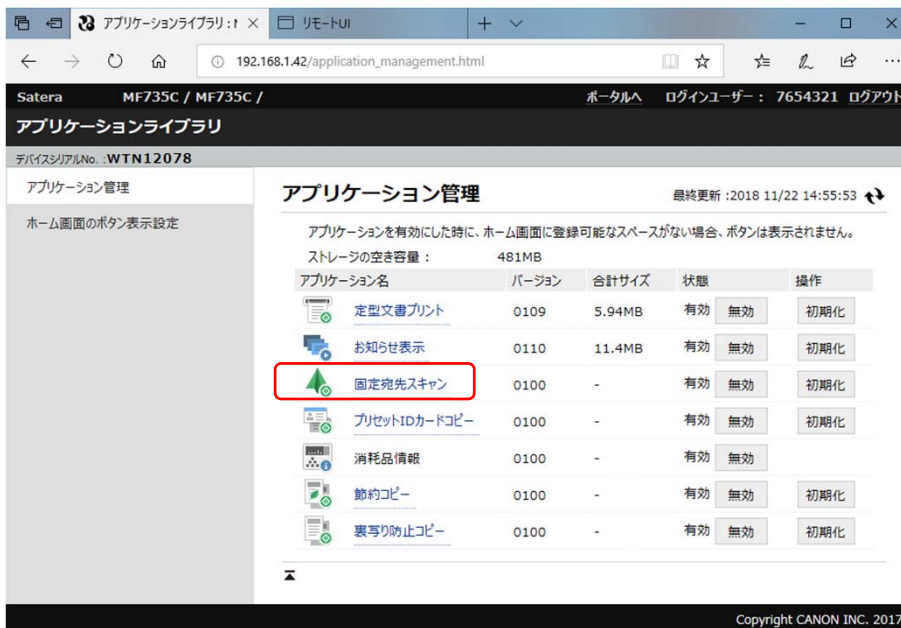 アプリケーションライブラリ : r
リモートUI
192.168.1.42/application_management.html
Satera MF735C / MF735C / ポータルへ ログインユーザー : 7654321 ログアウト
アプリケーションライブラリ
デバイスシリアルNo. :WTN12078
アプリケーション管理
ホーム画面のボタン表示設定
アプリケーション管理 最終更新 :2018 11/22 14:55:53
アプリケーションを有効にした時に、ホーム画面に登録可能なスペースがない場合、ボタンは表示されません。
ストレージの空き容量 : 481MB
アプリケーション名 バージョン 合計サイズ 状態 操作
定型文書プリント 0109 5.94MB 有効 無効 初期化
お知らせ表示 0110 11.4MB 有効 無効 初期化
固定宛先スキャン 0100 - 有効 無効 初期化
プリセットIDカードコピー 0100 - 有効 無効 初期化
消耗品情報 0100 - 有効 無効
節約コピー 0100 - 有効 無効 初期化
裏写り防止コピー 0100 - 有効 無効 初期化
Copyright CANON INC. 2017